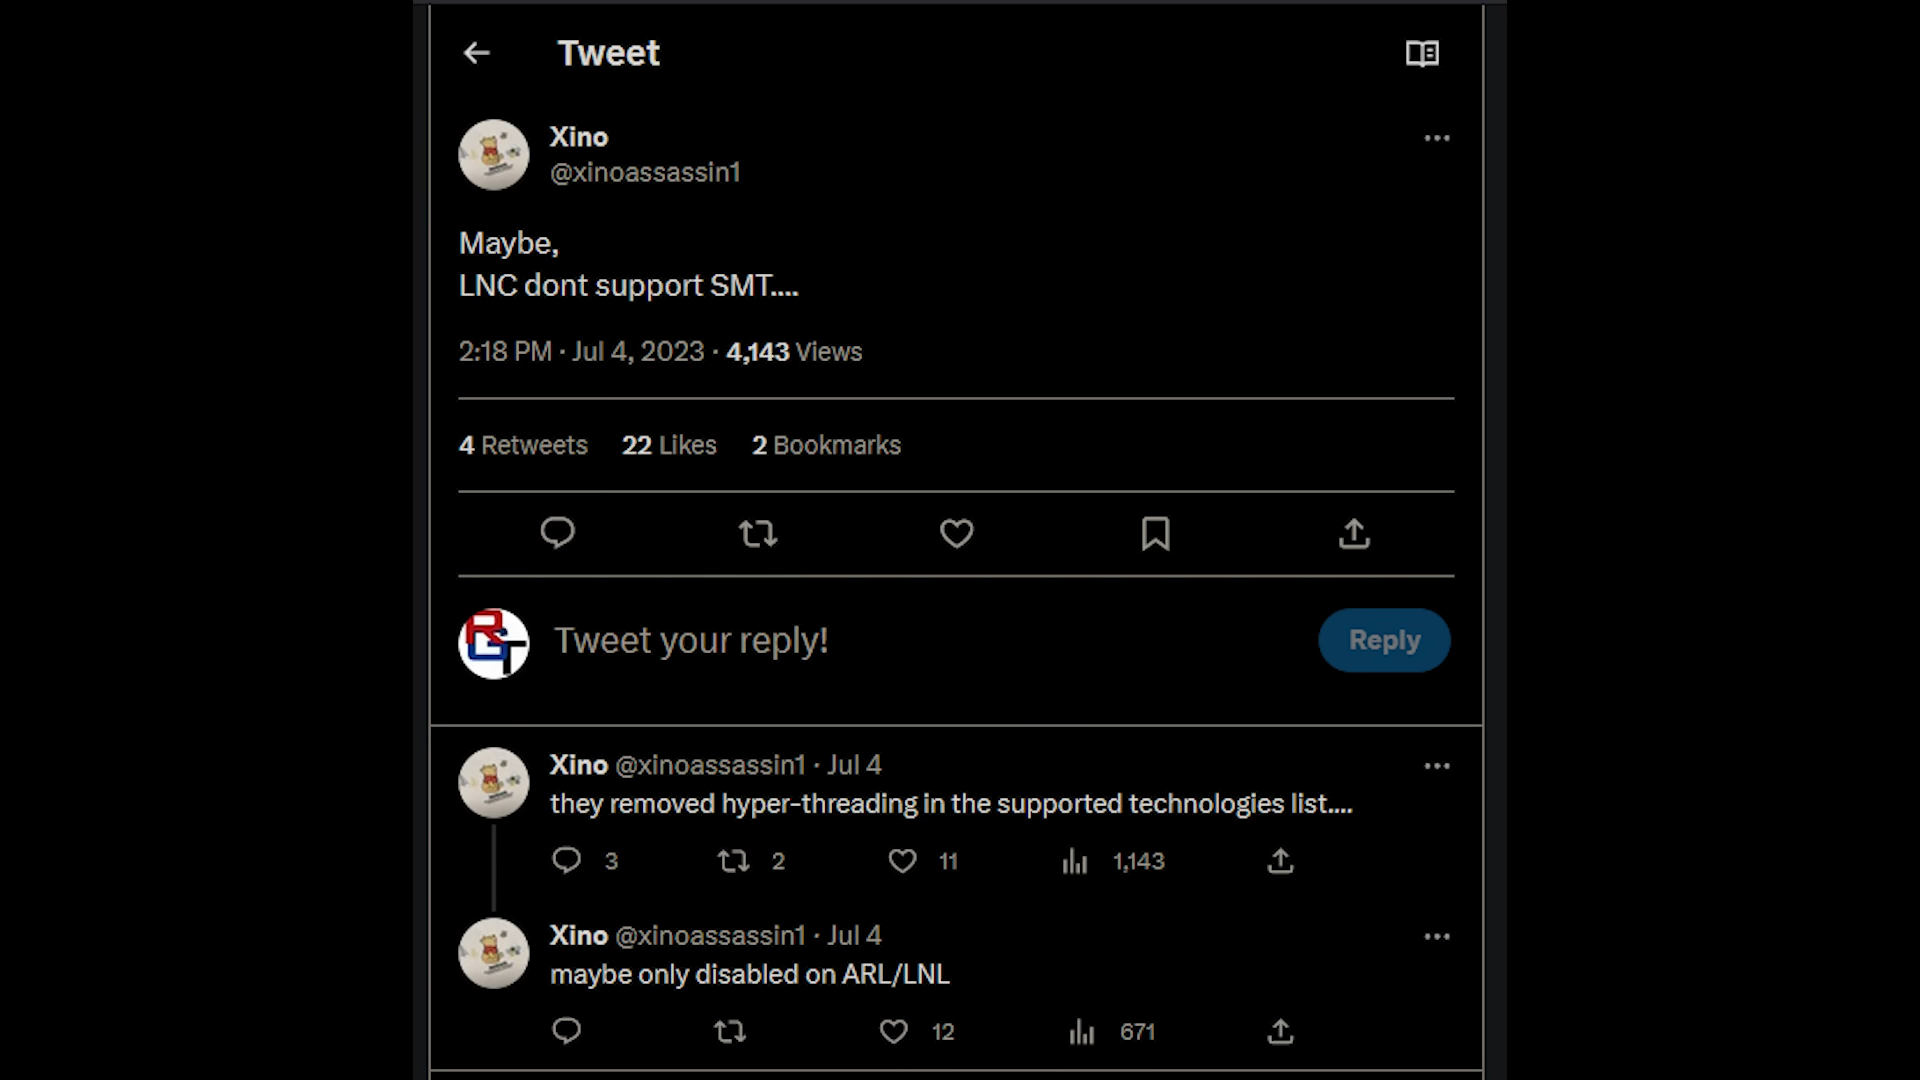 Tweet
Xino
@xinoassassin1
Maybe,
LNC dont support SMT....
2:18 PM · Jul 4, 2023 · 4,143 Views
4 Retweets 22 Likes 2 Bookmarks
RGT
Tweet your reply!
Reply
Xino @xinoassassin1 · Jul 4
they removed hyper-threading in the supported technologies list....
3 2 11 1,143
Xino @xinoassassin1 · Jul 4
maybe only disabled on ARL/LNL
12 671